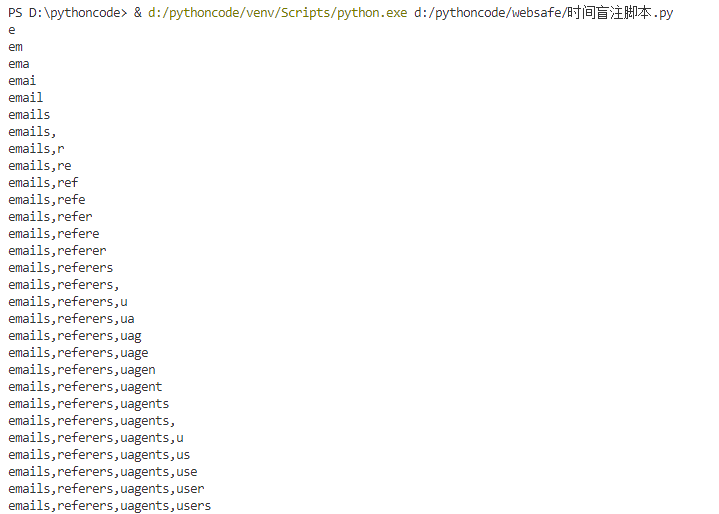 PS D:\pythoncode> & d:/pythoncode/venv/Scripts/python.exe d:/pythoncode/websafe/时间盲注脚本.py
e
em
ema
emai
email
emails
emails,
emails,r
emails,re
emails,ref
emails,refe
emails,refer
emails,refere
emails,referer
emails,referers
emails,referers,
emails,referers,u
emails,referers,ua
emails,referers,uag
emails,referers,uage
emails,referers,uagen
emails,referers,uagent
emails,referers,uagents
emails,referers,uagents,
emails,referers,uagents,u
emails,referers,uagents,us
emails,referers,uagents,use
emails,referers,uagents,user
emails,referers,uagents,users